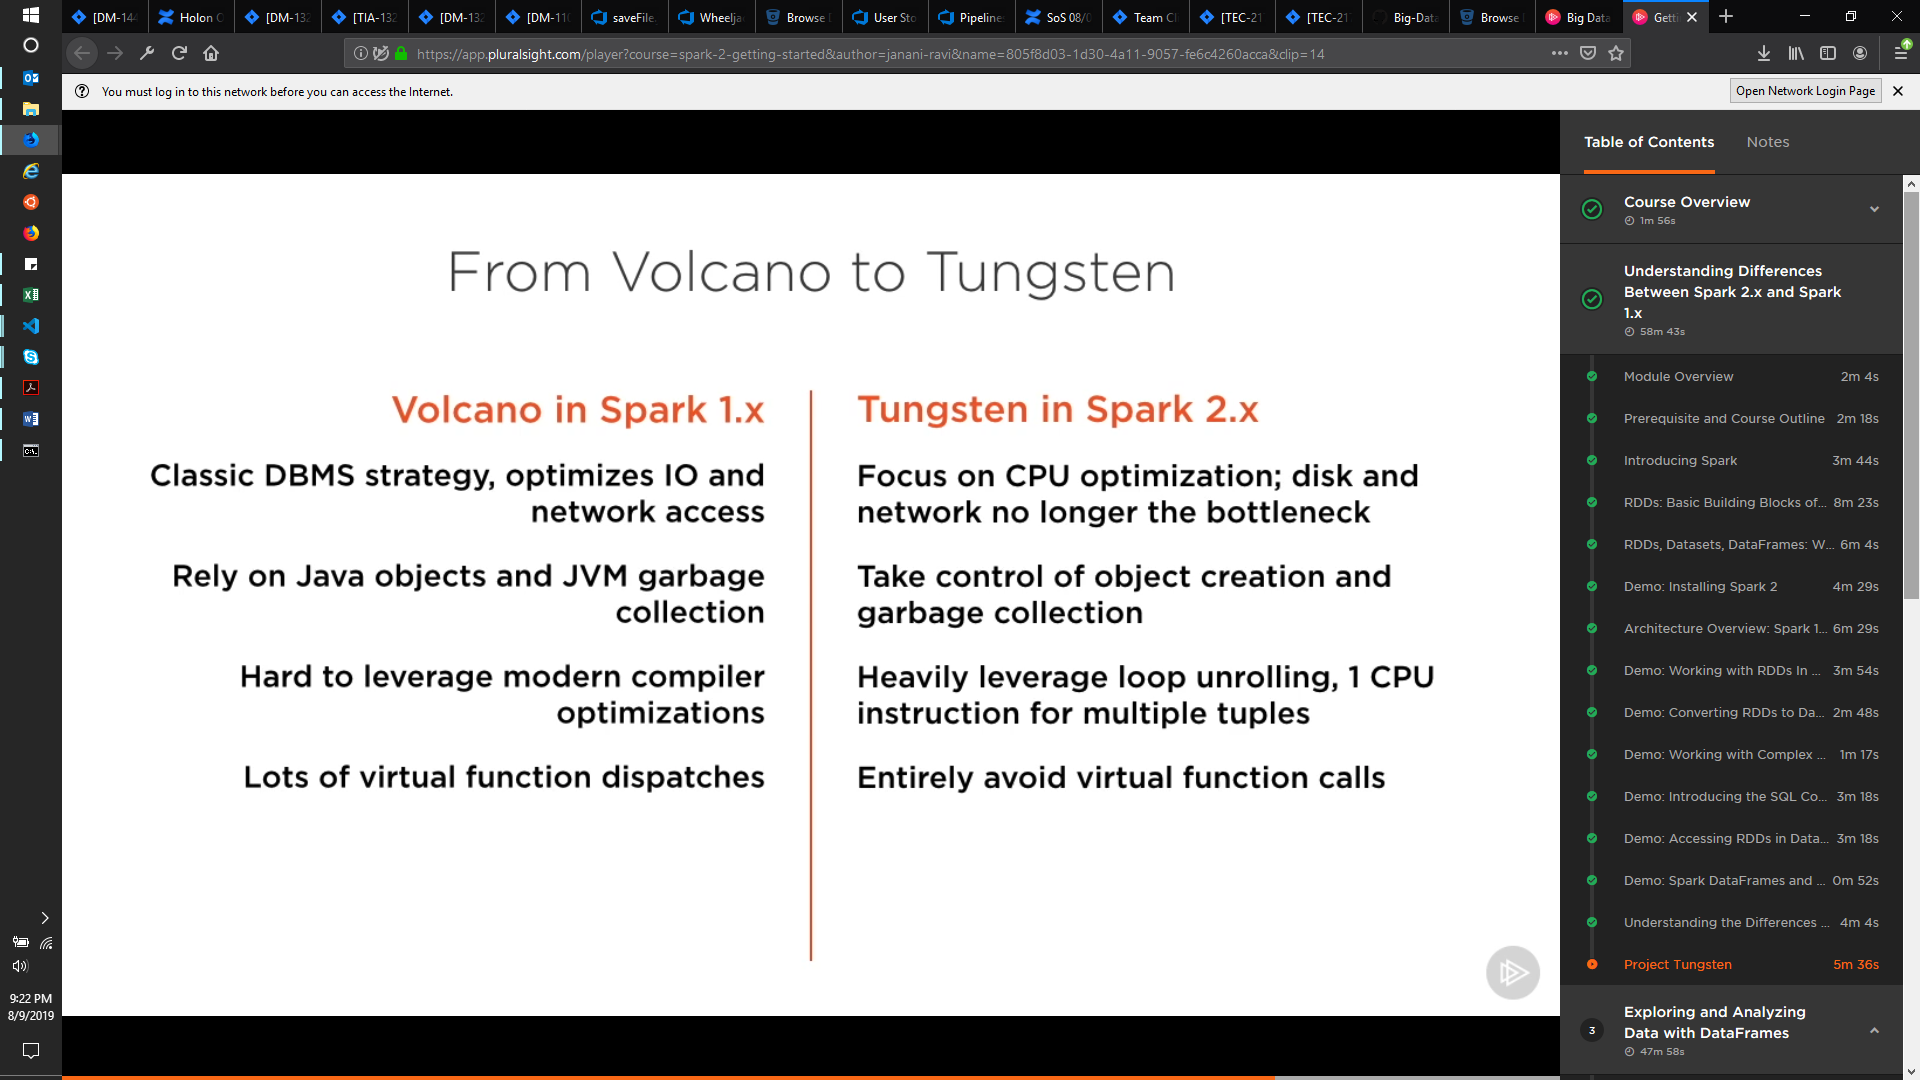 [DM-144
Holon C
[DM-132
[TIA-132
[DM-132
[DM-110
saveFile.
Wheelja
Browse
User Sto
Pipeline
SoS 08/0
Team Cl
[TEC-21
[TEC-21
Big-Data
Browse
Big Data
Getti
https://app.pluralsight.com/player?course=spark-2-getting-started&author=janani-ravi&name=805f8d03-1d30-4a11-9057-fe6c4260acca&clip=14
You must log in to this network before you can access the Internet.
Open Network Login Page
From Volcano to Tungsten
Volcano in Spark 1.x
Classic DBMS strategy, optimizes IO and
network access
Rely on Java objects and JVM garbage
collection
Hard to leverage modern compiler
optimizations
Lots of virtual function dispatches
Tungsten in Spark 2.x
Focus on CPU optimization; disk and
network no longer the bottleneck
Take control of object creation and
garbage collection
Heavily leverage loop unrolling, 1 CPU
instruction for multiple tuples
Entirely avoid virtual function calls
Table of Contents Notes
Course Overview
1m 56s
Understanding Differences
Between Spark 2.x and Spark
1.x
58m 43s
Module Overview 2m 4s
Prerequisite and Course Outline 2m 18s
Introducing Spark 3m 44s
RDDs: Basic Building Blocks of... 8m 23s
RDDs, Datasets, DataFrames: W... 6m 4s
Demo: Installing Spark 2 4m 29s
Architecture Overview: Spark 1... 6m 29s
Demo: Working with RDDs In ... 3m 54s
Demo: Converting RDDs to Da... 2m 48s
Demo: Working with Complex ... 1m 17s
Demo: Introducing the SQL Co... 3m 18s
Demo: Accessing RDDs in Data... 3m 18s
Demo: Spark DataFrames and ... 0m 52s
Understanding the Differences ... 4m 4s
Project Tungsten 5m 36s
3
Exploring and Analyzing
Data with DataFrames
47m 58s
9:22 PM
8/9/2019